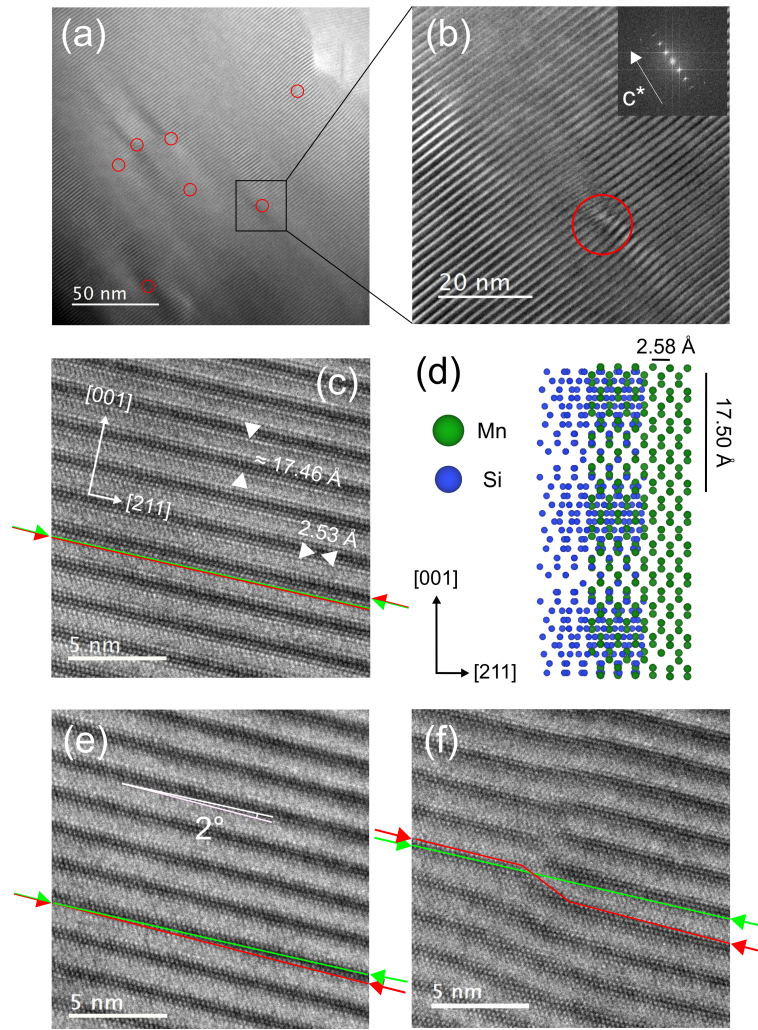 (a)
50 nm
(b)
c*
20 nm
(c)
[001]
≈ 17.46 Å
[211]
2.53 Å
5 nm
(d)
2.58 Å
Mn
Si
17.50 Å
[001]
[211]
(e)
2°
5 nm
(f)
5 nm